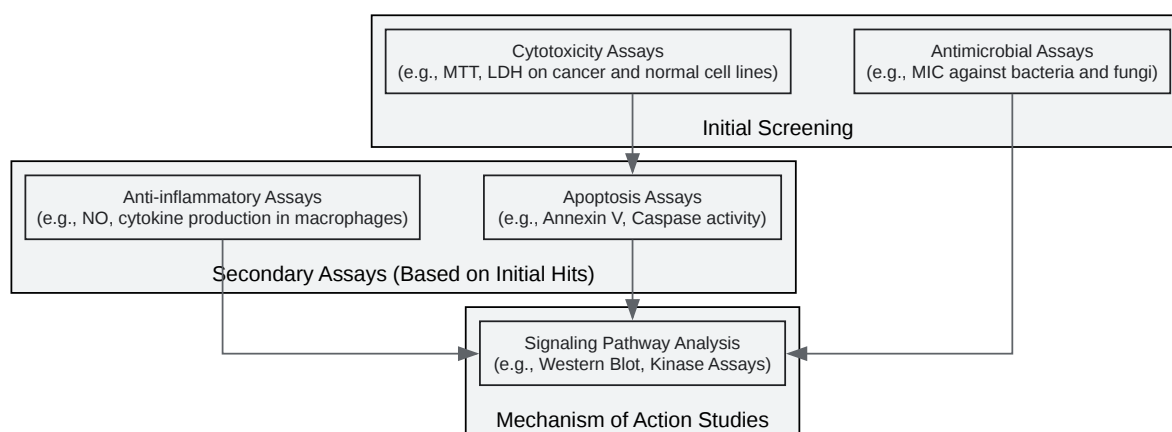 Cytotoxicity Assays
(e.g., MTT, LDH on cancer and normal cell lines)
Antimicrobial Assays
(e.g., MIC against bacteria and fungi)
Initial Screening
Anti-inflammatory Assays
(e.g., NO, cytokine production in macrophages)
Apoptosis Assays
(e.g., Annexin V, Caspase activity)
Secondary Assays (Based on Initial Hits)
Signaling Pathway Analysis
(e.g., Western Blot, Kinase Assays)
Mechanism of Action Studies